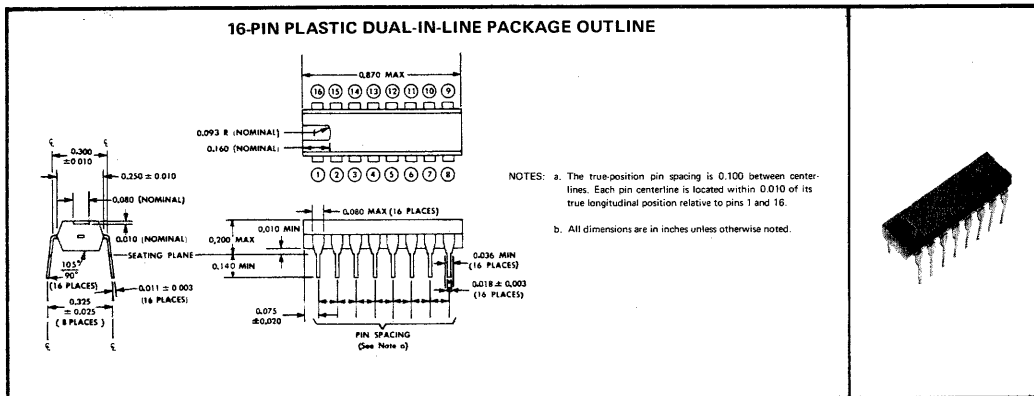 16-PIN PLASTIC DUAL-IN-LINE PACKAGE OUTLINE
0.870 MAX
16 15 14 13 12 11 10 9
0.093 R (NOMINAL)
0.160 (NOMINAL)
1 2 3 4 5 6 7 8
℄ ℄
0.300
±0.010
0.250 ± 0.010
0.080 (NOMINAL)
0.010 (NOMINAL)
SEATING PLANE
105°
90°
(16 PLACES)
0.011 ± 0.003
(16 PLACES)
0.325
± 0.025
( 8 PLACES )
℄ ℄
0.080 MAX (16 PLACES)
0.010 MIN
0.200 MAX
0.140 MIN
0.036 MIN
(16 PLACES)
0.018 ± 0.003
(16 PLACES)
0.075
±0.020
PIN SPACING
(See Note a)
NOTES: a. The true-position pin spacing is 0.100 between center-
lines. Each pin centerline is located within 0.010 of its
true longitudinal position relative to pins 1 and 16.
b. All dimensions are in inches unless otherwise noted.